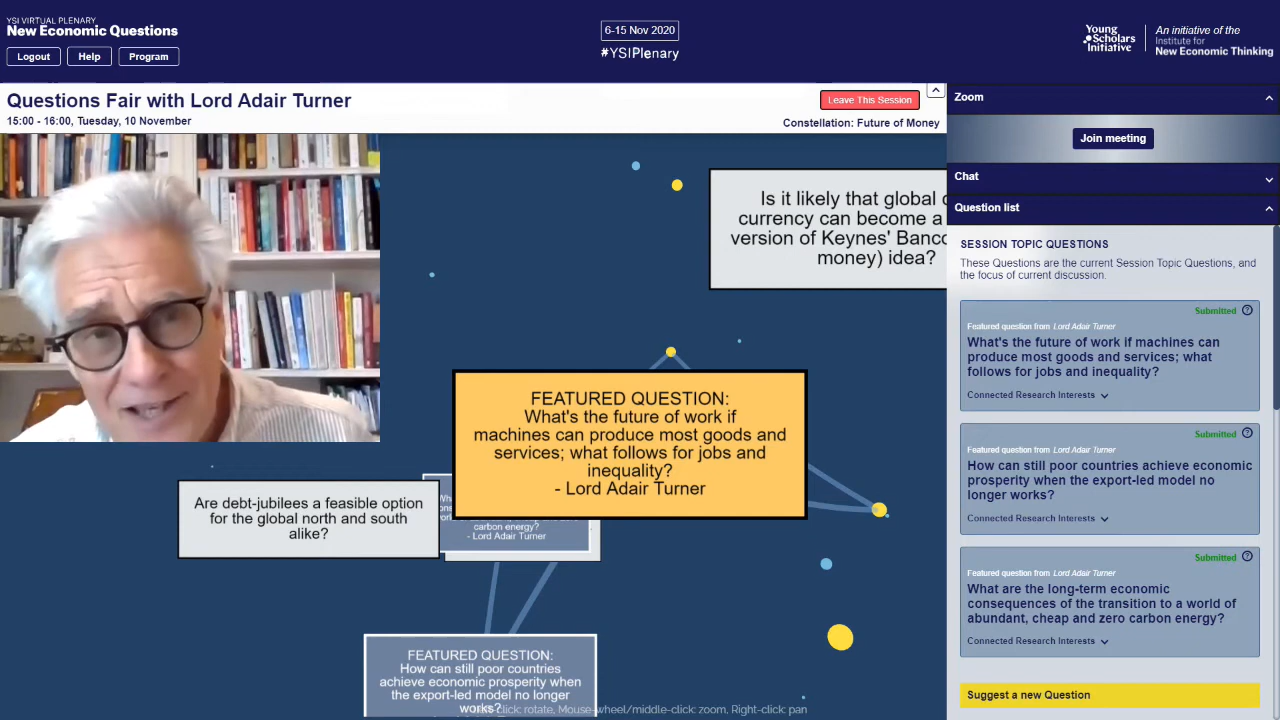 YSI VIRTUAL PLENARY
New Economic Questions
Logout
Help
Program
6-15 Nov 2020
#YSIPlenary
Young
Scholars
Initiative
An initiative of the
Institute for
New Economic Thinking
Questions Fair with Lord Adair Turner
15:00 - 16:00, Tuesday, 10 November
Leave This Session
Constellation: Future of Money
Is it likely that global
currency can become a
version of Keynes' Banco
money) idea?
FEATURED QUESTION:
What's the future of work if
machines can produce most goods and
services; what follows for jobs and
inequality?
- Lord Adair Turner
Are debt-jubilees a feasible option
for the global north and south
alike?
carbon energy?
- Lord Adair Turner
FEATURED QUESTION:
How can still poor countries
achieve economic prosperity when
the export-led model no longer
works?
click: rotate, Mouse-wheel/middle-click: zoom, Right-click: pan
Zoom
Join meeting
Chat
Question list
SESSION TOPIC QUESTIONS
These Questions are the current Session Topic Questions, and
the focus of current discussion.
Submitted
Featured question from Lord Adair Turner
What's the future of work if machines can
produce most goods and services; what
follows for jobs and inequality?
Connected Research Interests
Submitted
Featured question from Lord Adair Turner
How can still poor countries achieve economic
prosperity when the export-led model no
longer works?
Connected Research Interests
Submitted
Featured question from Lord Adair Turner
What are the long-term economic
consequences of the transition to a world of
abundant, cheap and zero carbon energy?
Connected Research Interests
Suggest a new Question